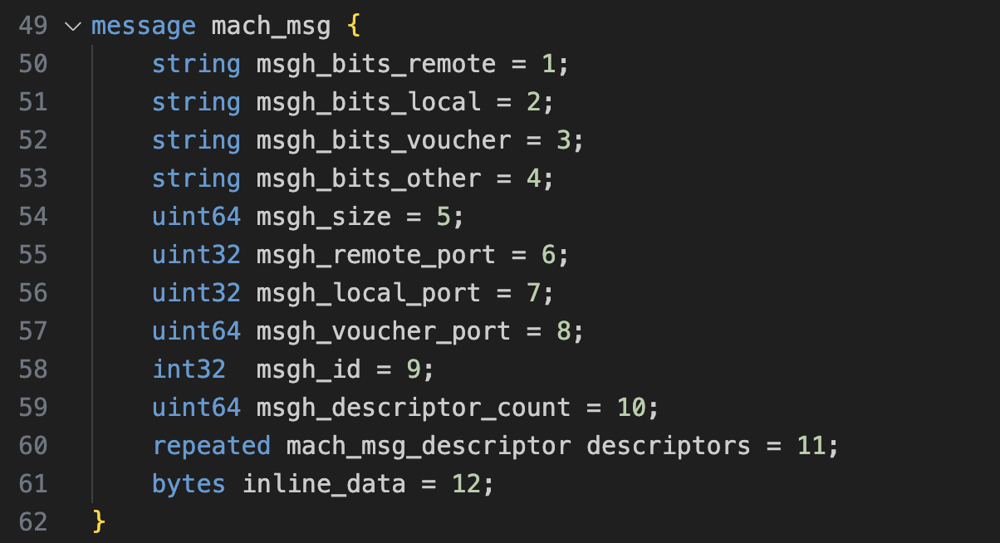 49 message mach_msg {
50 string msgh_bits_remote = 1;
51 string msgh_bits_local = 2;
52 string msgh_bits_voucher = 3;
53 string msgh_bits_other = 4;
54 uint64 msgh_size = 5;
55 uint32 msgh_remote_port = 6;
56 uint32 msgh_local_port = 7;
57 uint64 msgh_voucher_port = 8;
58 int32  msgh_id = 9;
59 uint64 msgh_descriptor_count = 10;
60 repeated mach_msg_descriptor descriptors = 11;
61 bytes inline_data = 12;
62 }